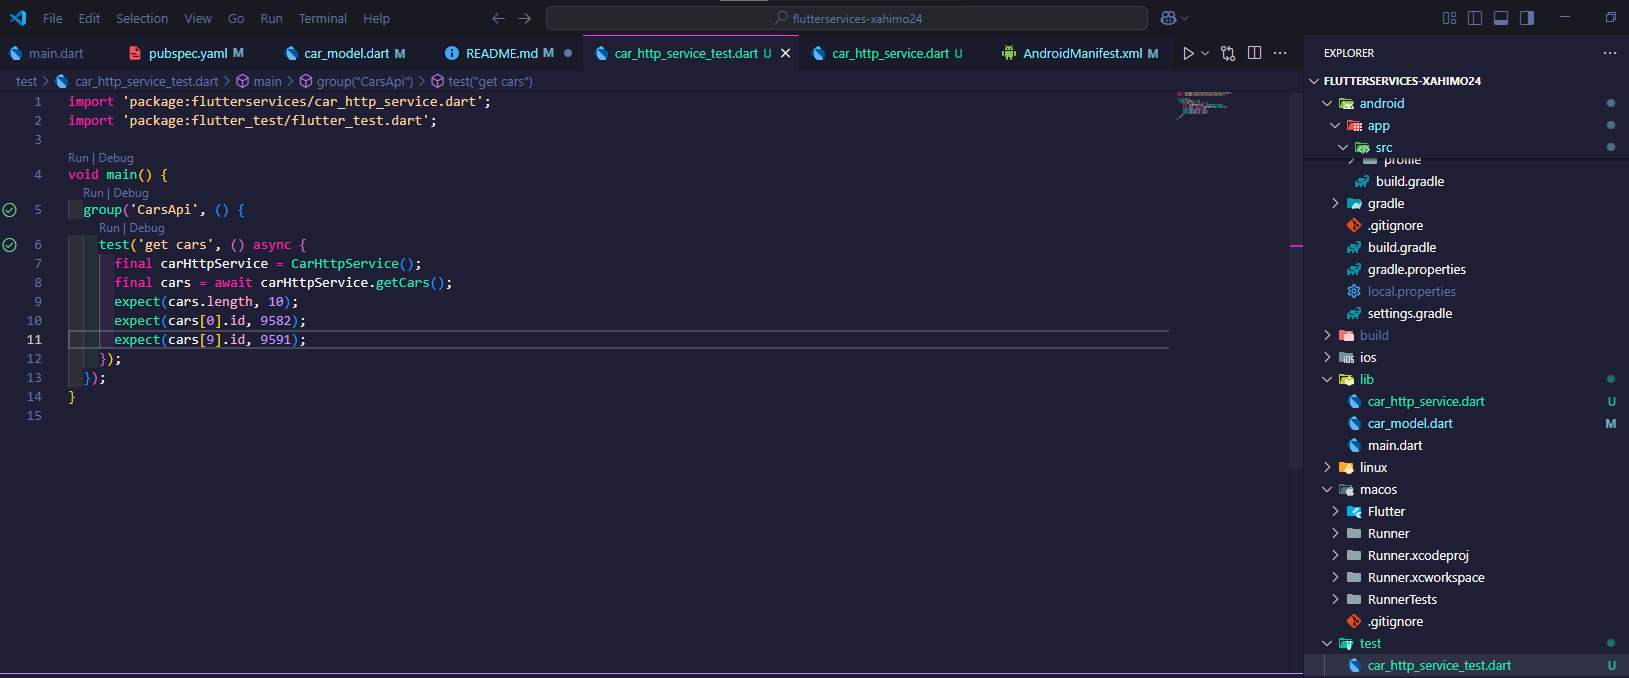 File Edit Selection View Go Run Terminal Help
flutterservices-xahimo24
main.dart
pubspec.yaml M
car_model.dart M
README.md M
car_http_service_test.dart U
car_http_service.dart U
AndroidManifest.xml M
test > car_http_service_test.dart > main > group("CarsApi") > test("get cars")
1 import 'package:flutterservices/car_http_service.dart';
2 import 'package:flutter_test/flutter_test.dart';
3
Run | Debug
4 void main() {
Run | Debug
5 group('CarsApi', () {
Run | Debug
6 test('get cars', () async {
7 final carHttpService = CarHttpService();
8 final cars = await carHttpService.getCars();
9 expect(cars.length, 10);
10 expect(cars[0].id, 9582);
11 expect(cars[9].id, 9591);
12 });
13 });
14 }
15
EXPLORER
FLUTTERSERVICES-XAHIMO24
android
app
src
profile
build.gradle
gradle
.gitignore
build.gradle
gradle.properties
local.properties
settings.gradle
build
ios
lib
car_http_service.dart U
car_model.dart M
main.dart
linux
macos
Flutter
Runner
Runner.xcodeproj
Runner.xcworkspace
RunnerTests
.gitignore
test
car_http_service_test.dart U